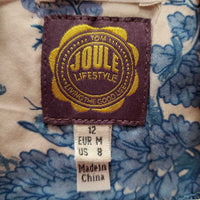 TOM
JOULE
LIFESTYLE
LIVING THE GOOD LIFE
12
EUR M
US 8
Made in
China